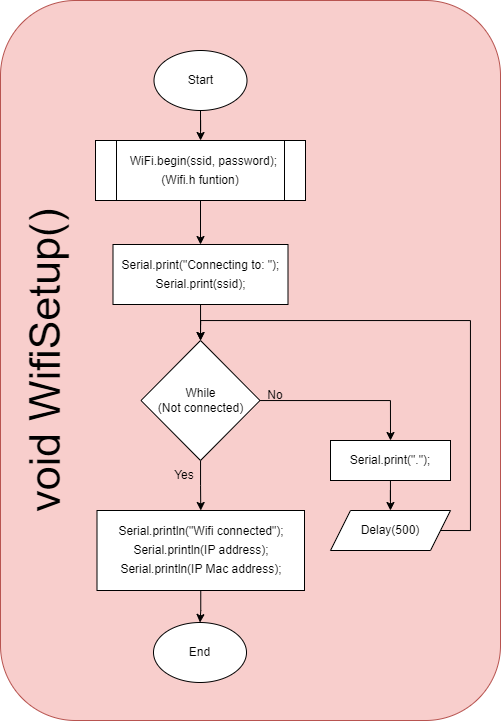 void WifiSetup()
Start
WiFi.begin(ssid, password);
(Wifi.h funtion)
Serial.print("Connecting to: ");
Serial.print(ssid);
While
(Not connected)
No
Serial.print(".");
Delay(500)
Yes
Serial.println("Wifi connected");
Serial.println(IP address);
Serial.println(IP Mac address);
End